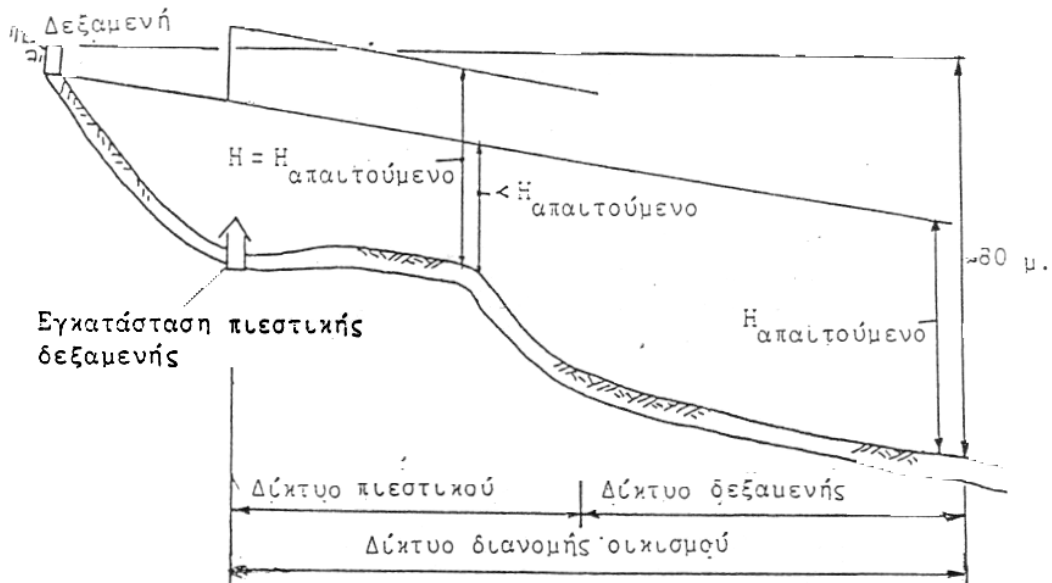 Δεξαμενή
H = H
απαιτούμενο
< H
απαιτούμενο
~80 μ.
H
απαιτούμενο
Εγκατάσταση πιεστικής
δεξαμενής
Δίκτυο πιεστικού
Δίκτυο δεξαμενής
Δίκτυο διανομής οικισμού